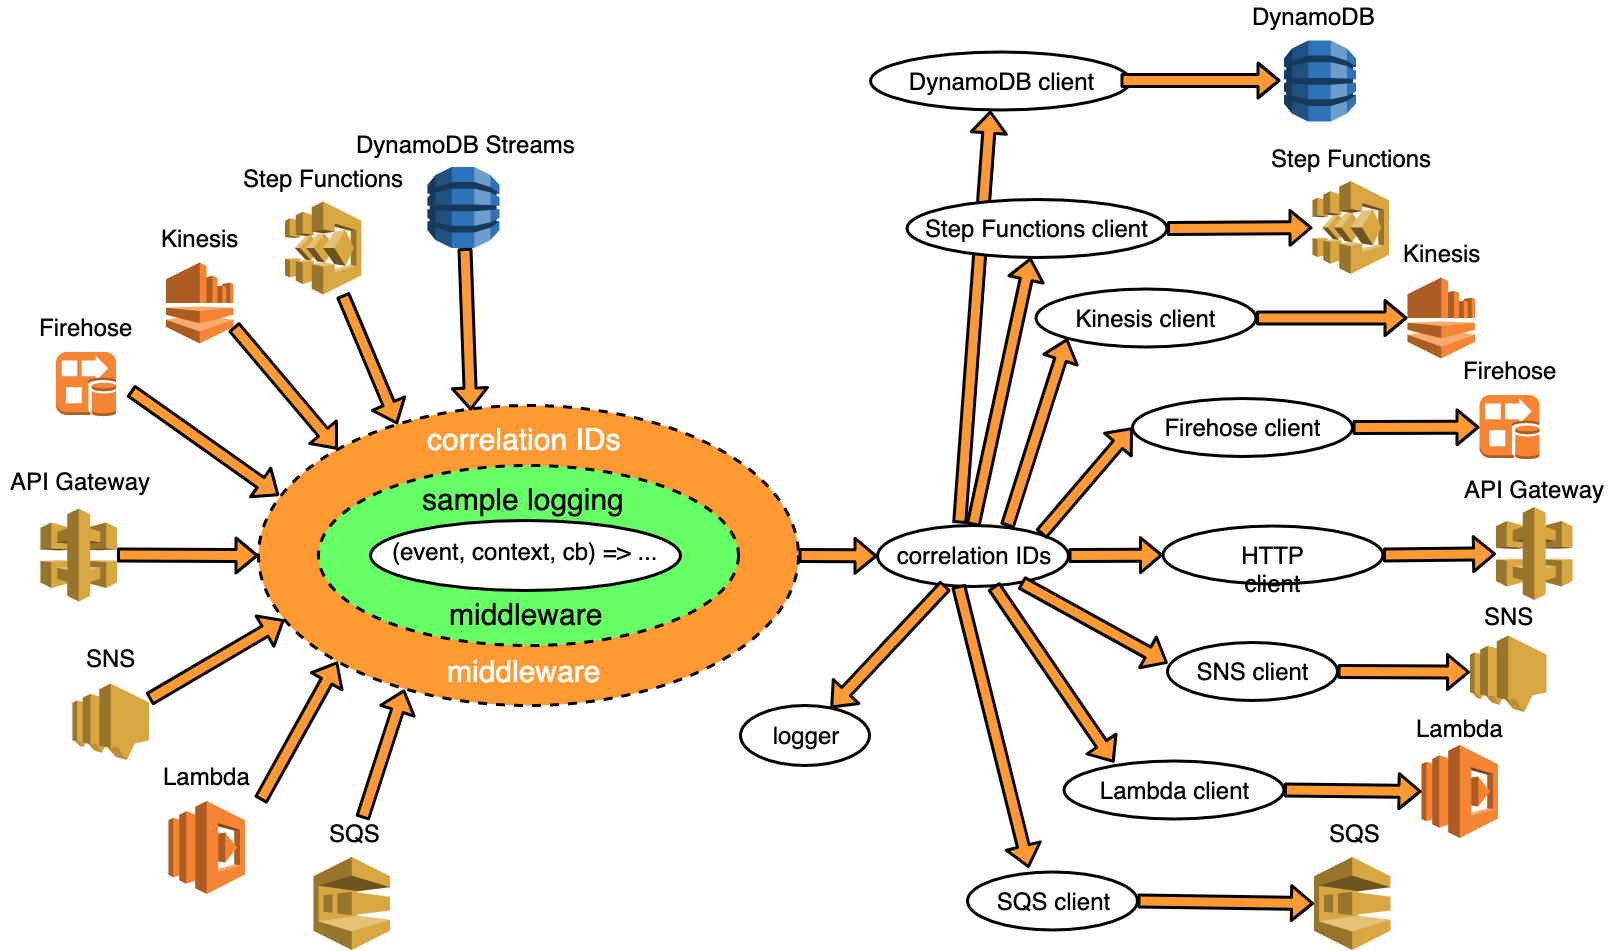 DynamoDB Streams
Step Functions
Kinesis
Firehose
API Gateway
SNS
Lambda
SQS
correlation IDs
sample logging
(event, context, cb) => ...
middleware
middleware
correlation IDs
logger
DynamoDB client
DynamoDB
Step Functions client
Step Functions
Kinesis client
Kinesis
Firehose client
Firehose
HTTP
client
API Gateway
SNS client
SNS
Lambda client
Lambda
SQS client
SQS